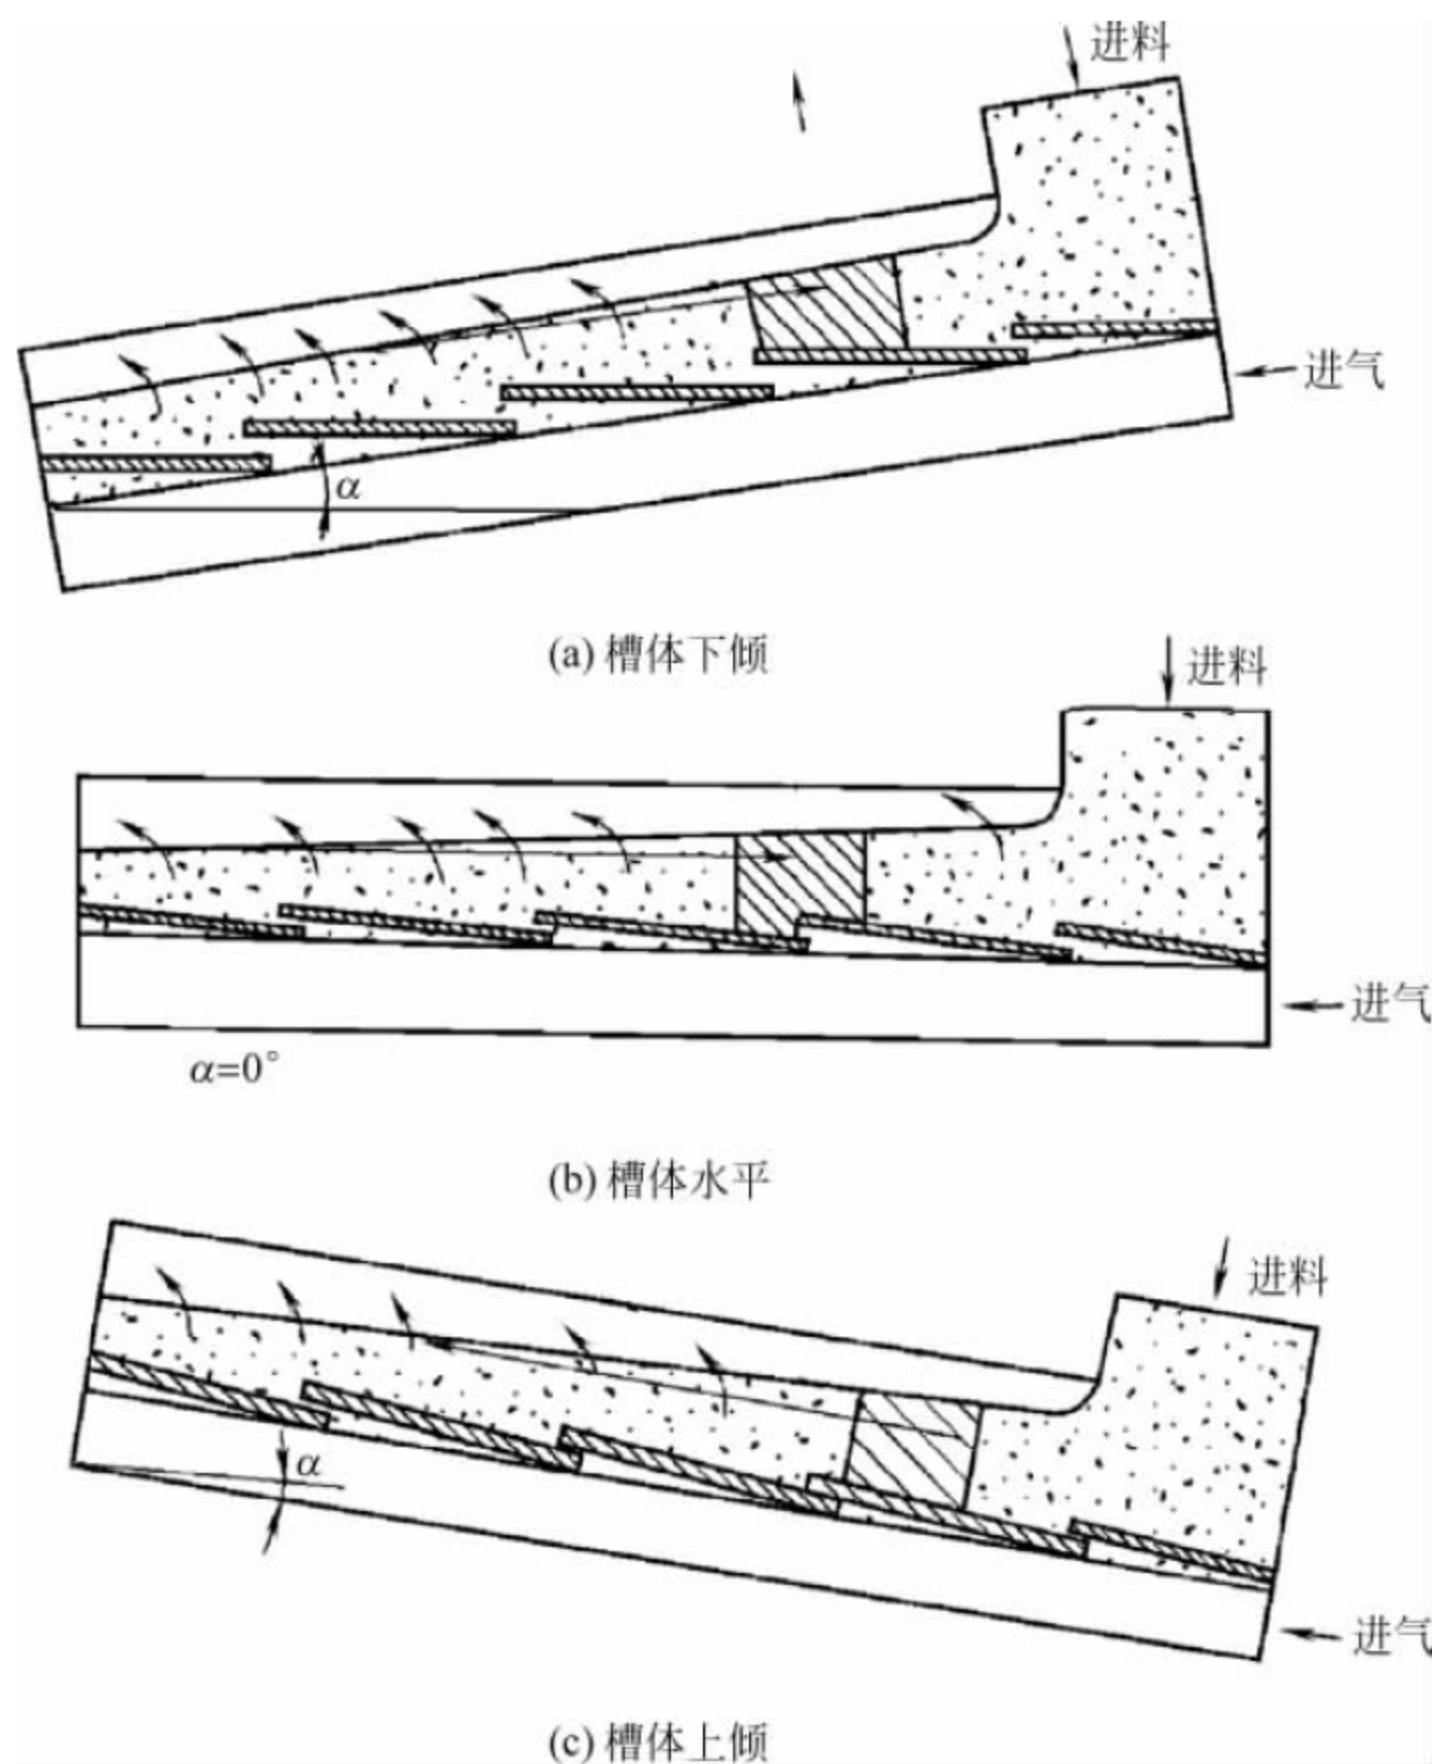 进料
进气
α
(a) 槽体下倾
进料
进气
α=0°
(b) 槽体水平
进料
α
进气
(c) 槽体上倾